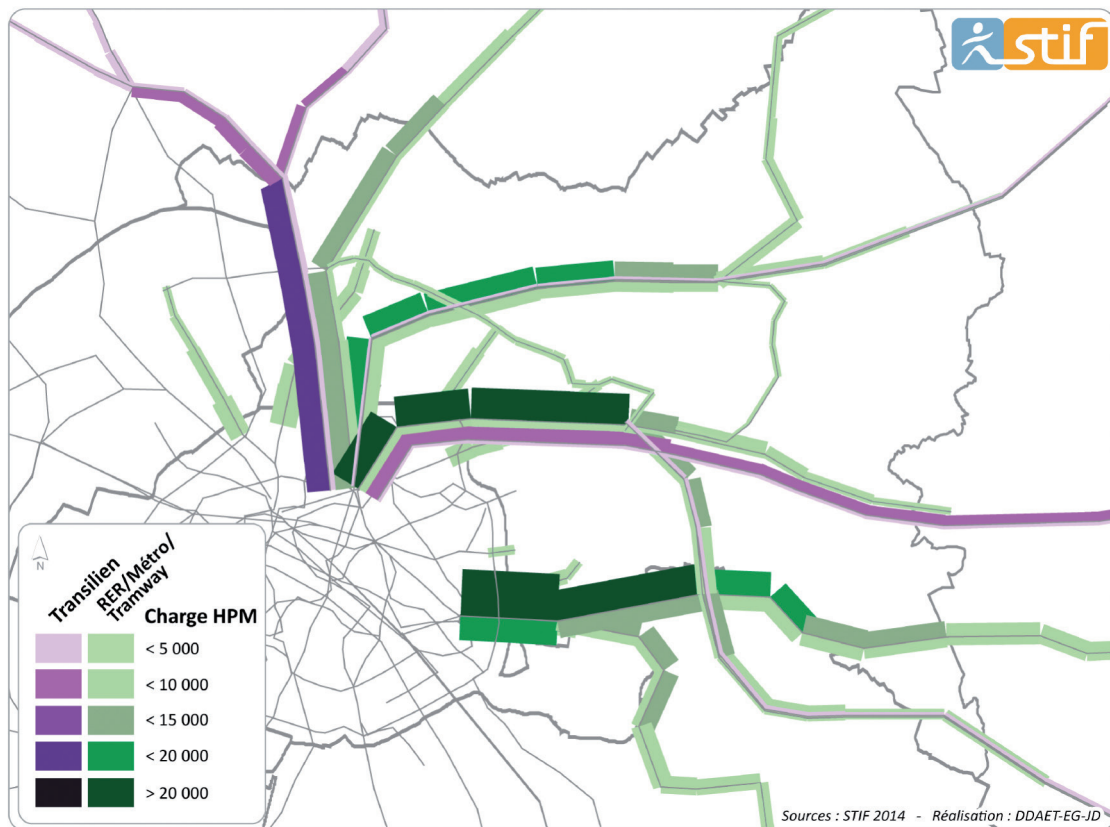 stif
N
Transilien
RER/Métro/
Tramway
Charge HPM
< 5 000
< 10 000
< 15 000
< 20 000
> 20 000
Sources : STIF 2014 - Réalisation : DDAET-EG-JD